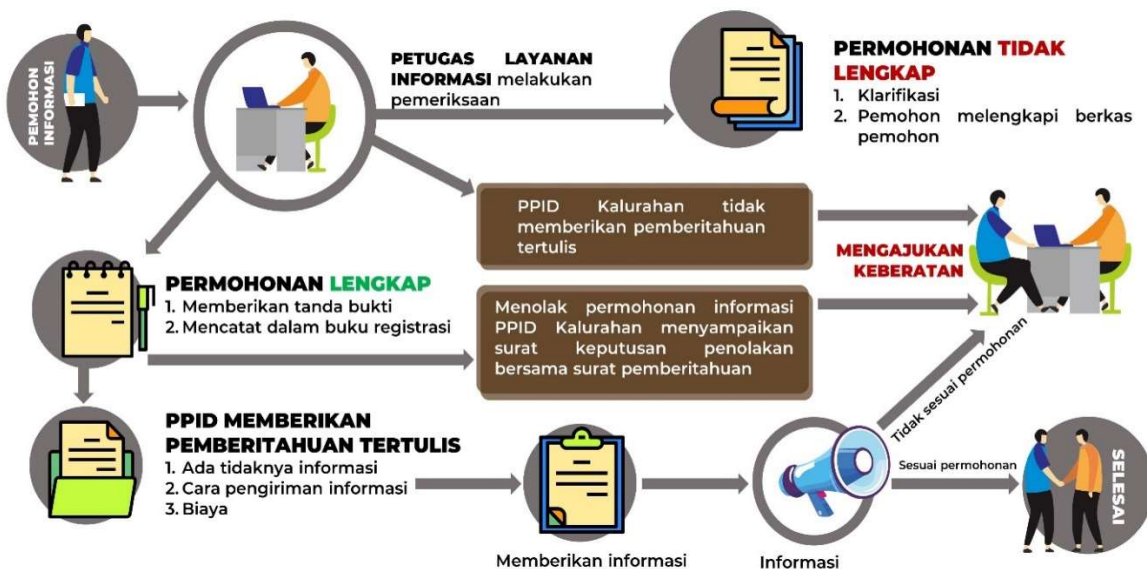 PEMOHON
INFORMASI
PETUGAS LAYANAN
INFORMASI melakukan
pemeriksaan
PERMOHONAN TIDAK
LENGKAP
1. Klarifikasi
2. Pemohon melengkapi berkas
pemohon
PPID Kalurahan tidak
memberikan pemberitahuan
tertulis
MENGAJUKAN
KEBERATAN
PERMOHONAN LENGKAP
1. Memberikan tanda bukti
2. Mencatat dalam buku registrasi
Menolak permohonan informasi
PPID Kalurahan menyampaikan
surat keputusan penolakan
bersama surat pemberitahuan
Tidak sesuai permohonan
PPID MEMBERIKAN
PEMBERITAHUAN TERTULIS
1. Ada tidaknya informasi
2. Cara pengiriman informasi
3. Biaya
Sesuai permohonan
SELESAI
Memberikan informasi
Informasi